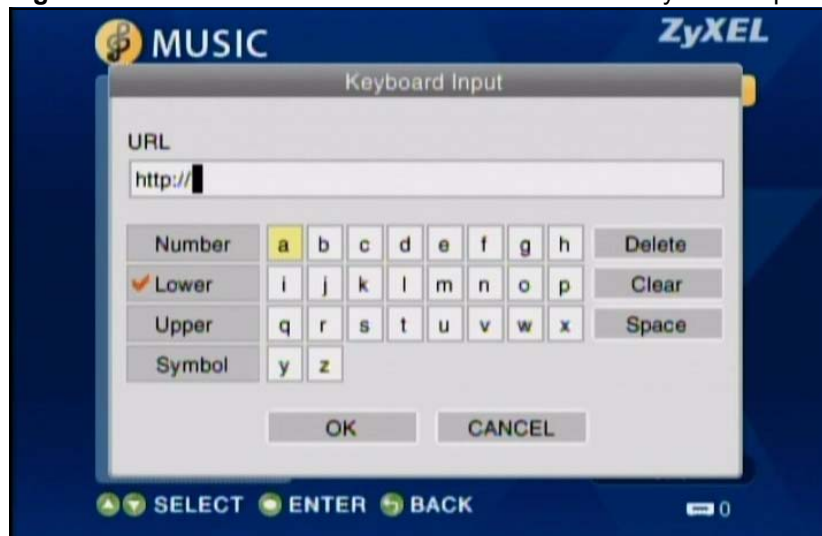 MUSIC
ZyXEL
Keyboard Input
URL
http://
Number a b c d e f g h Delete
Lower i j k l m n o p Clear
Upper q r s t u v w x Space
Symbol y z
OK CANCEL
SELECT ENTER BACK 0